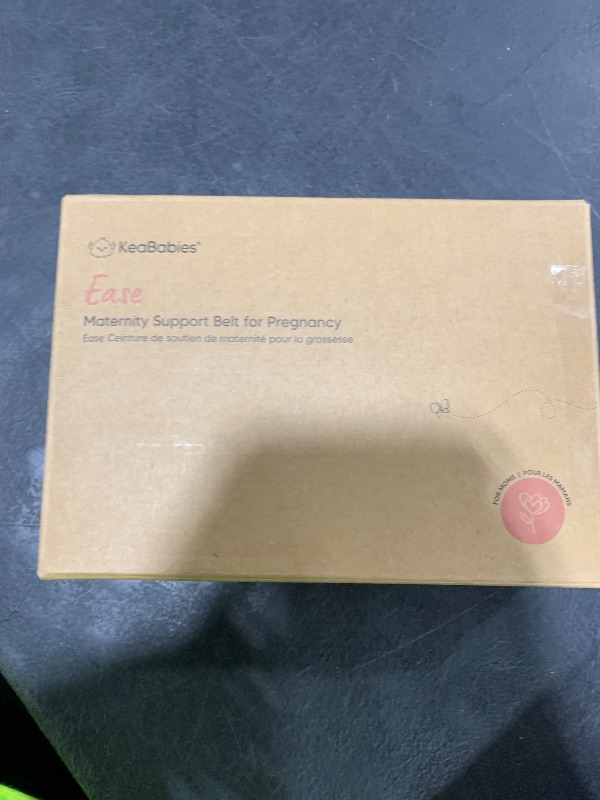 KeaBabies®
Ease
Maternity Support Belt for Pregnancy
Ease Ceinture de soutien de maternité pour la grossesse
FOR MOMS | POUR LES MAMANS